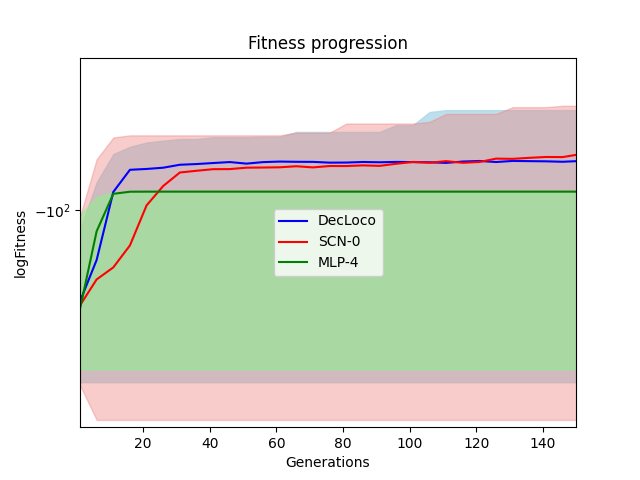 Fitness progression
logFitness
−10²
DecLoco
SCN-0
MLP-4
20 40 60 80 100 120 140
Generations